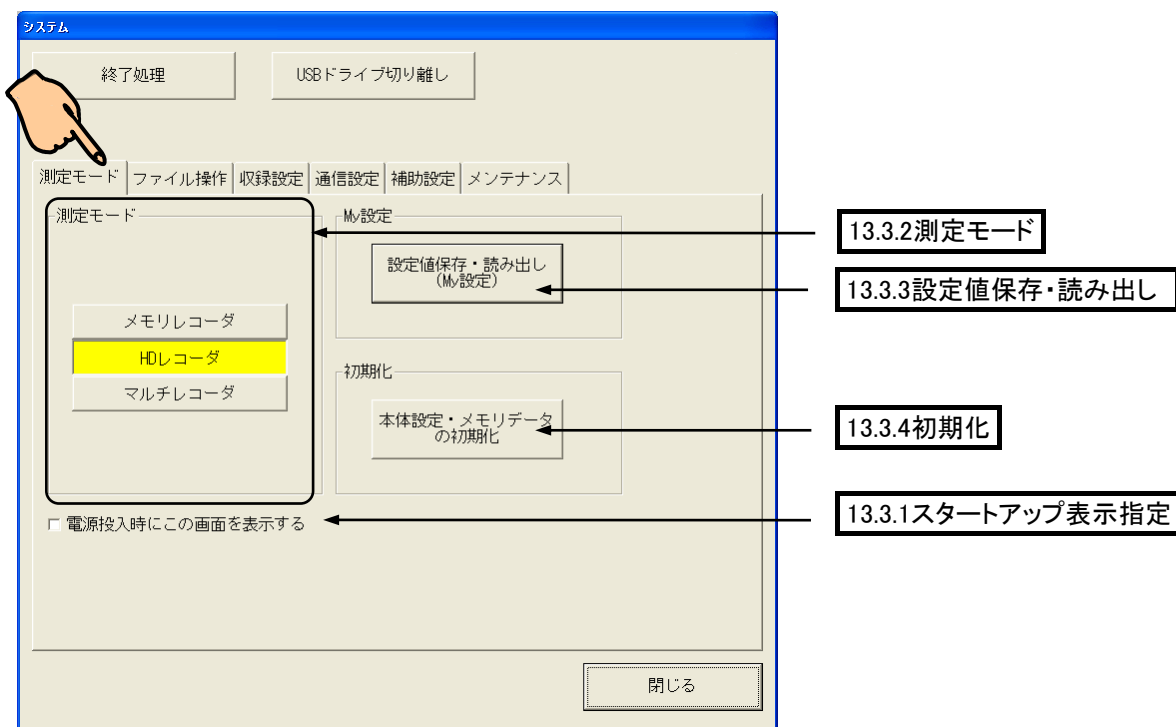 システム
終了処理
USBドライブ切り離し
測定モード
ファイル操作
収録設定
通信設定
補助設定
メンテナンス
測定モード
メモリレコーダ
HDレコーダ
マルチレコーダ
My設定
設定値保存・読み出し
(My設定)
初期化
本体設定・メモリデータ
の初期化
電源投入時にこの画面を表示する
閉じる
13.3.2測定モード
13.3.3設定値保存・読み出し
13.3.4初期化
13.3.1スタートアップ表示指定